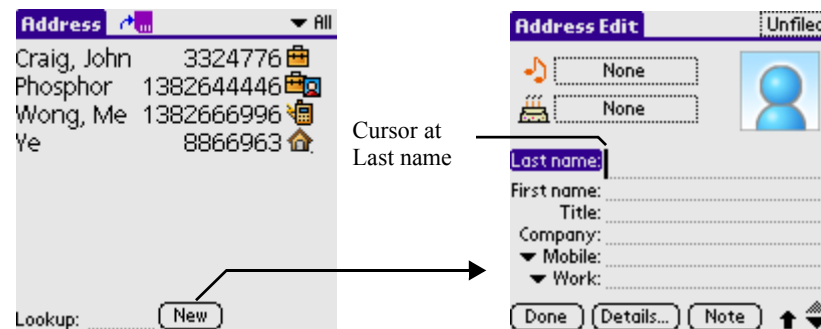 Address
All
Craig, John 3324776
Phosphor 1382644446
Wong, Me 1382666996
Ye 8866963
Lookup:
New
Cursor at
Last name
Address Edit
Unfiled
None
None
Last name:
First name:
Title:
Company:
Mobile:
Work:
Done
Details...
Note